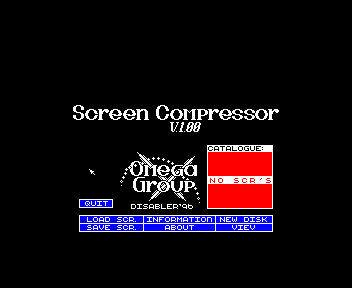 Screen Compressor
V.1.00
CATALOGUE:
Omega
Group
NO SCR'S
QUIT
DISABLER'96
LOAD SCR. INFORMATION NEW DISK
SAVE SCR. ABOUT VIEV